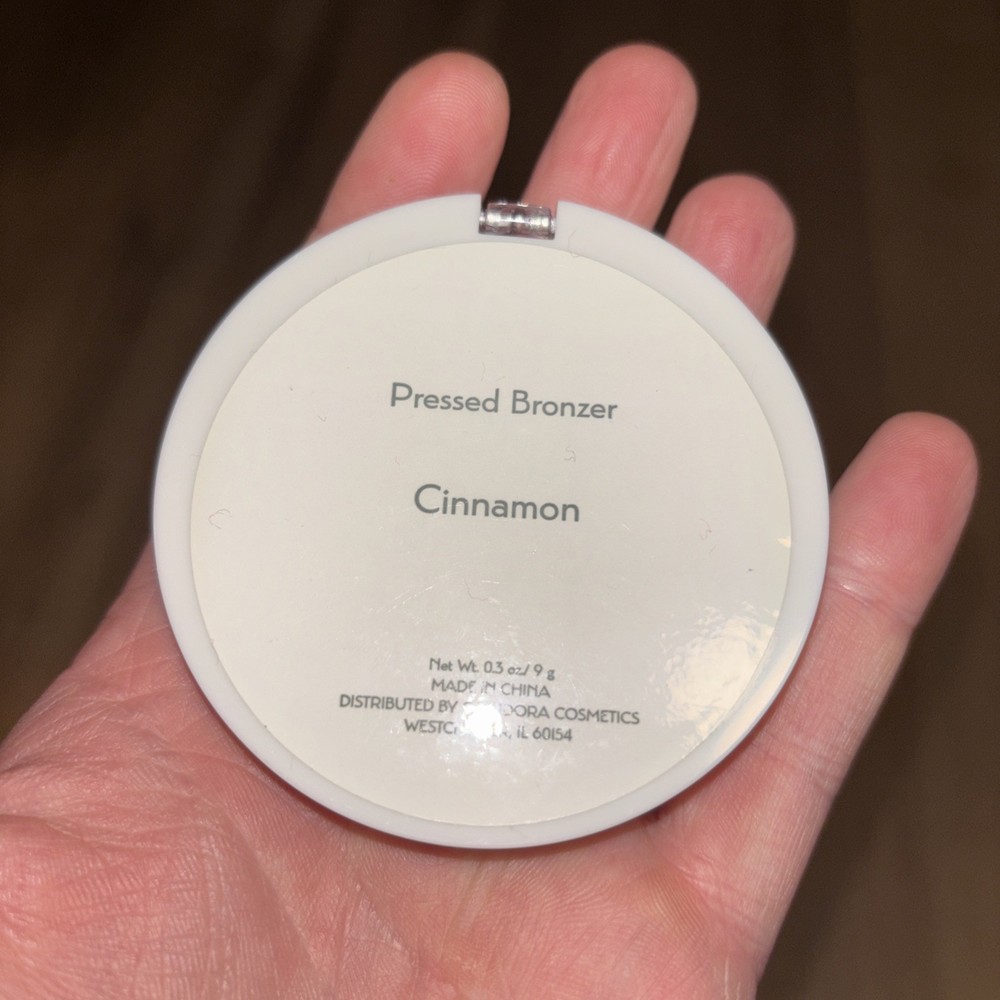 Pressed Bronzer
Cinnamon
Net Wt. 0.3 oz/ 9 g
MADE IN CHINA
DISTRIBUTED BY COSMETICS
IL 60154